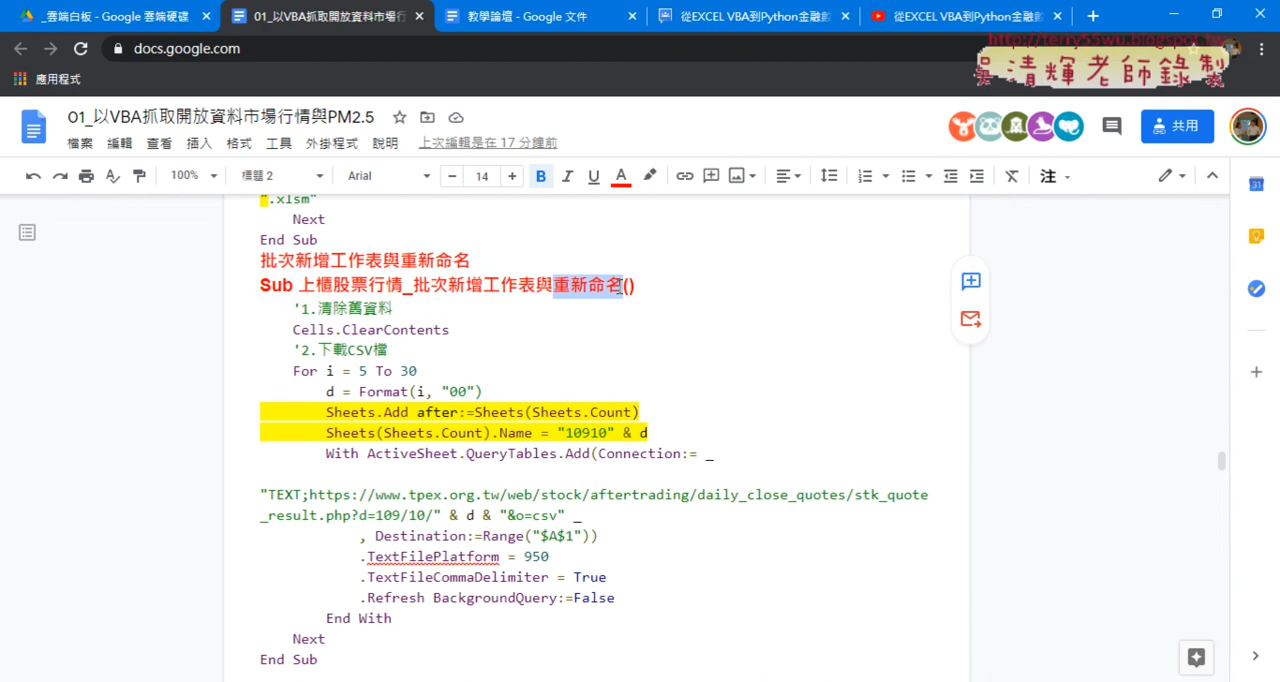 _雲端白板 - Google 雲端硬碟
01_以VBA抓取開放資料市場行
教學論壇 - Google 文件
從EXCEL VBA到Python金融
從EXCEL VBA到Python金融
docs.google.com
http://terry55wu.blogspot.tw
吳清輝老師錄製
應用程式
01_以VBA抓取開放資料市場行情與PM2.5
共用
檔案 編輯 查看 插入 格式 工具 外掛程式 說明 上次編輯是在 17 分鐘前
100% 標題 2 Arial 14 B I U A 注
31
".xlsm"
Next
End Sub
批次新增工作表與重新命名
Sub 上櫃股票行情_批次新增工作表與重新命名()
'1.清除舊資料
Cells.ClearContents
'2.下載CSV檔
For i = 5 To 30
d = Format(i, "00")
Sheets.Add after:=Sheets(Sheets.Count)
Sheets(Sheets.Count).Name = "10910" & d
With ActiveSheet.QueryTables.Add(Connection:= _
"TEXT;https://www.tpex.org.tw/web/stock/aftertrading/daily_close_quotes/stk_quote
_result.php?d=109/10/" & d & "&o=csv" _
, Destination:=Range("$A$1"))
.TextFilePlatform = 950
.TextFileCommaDelimiter = True
.Refresh BackgroundQuery:=False
End With
Next
End Sub